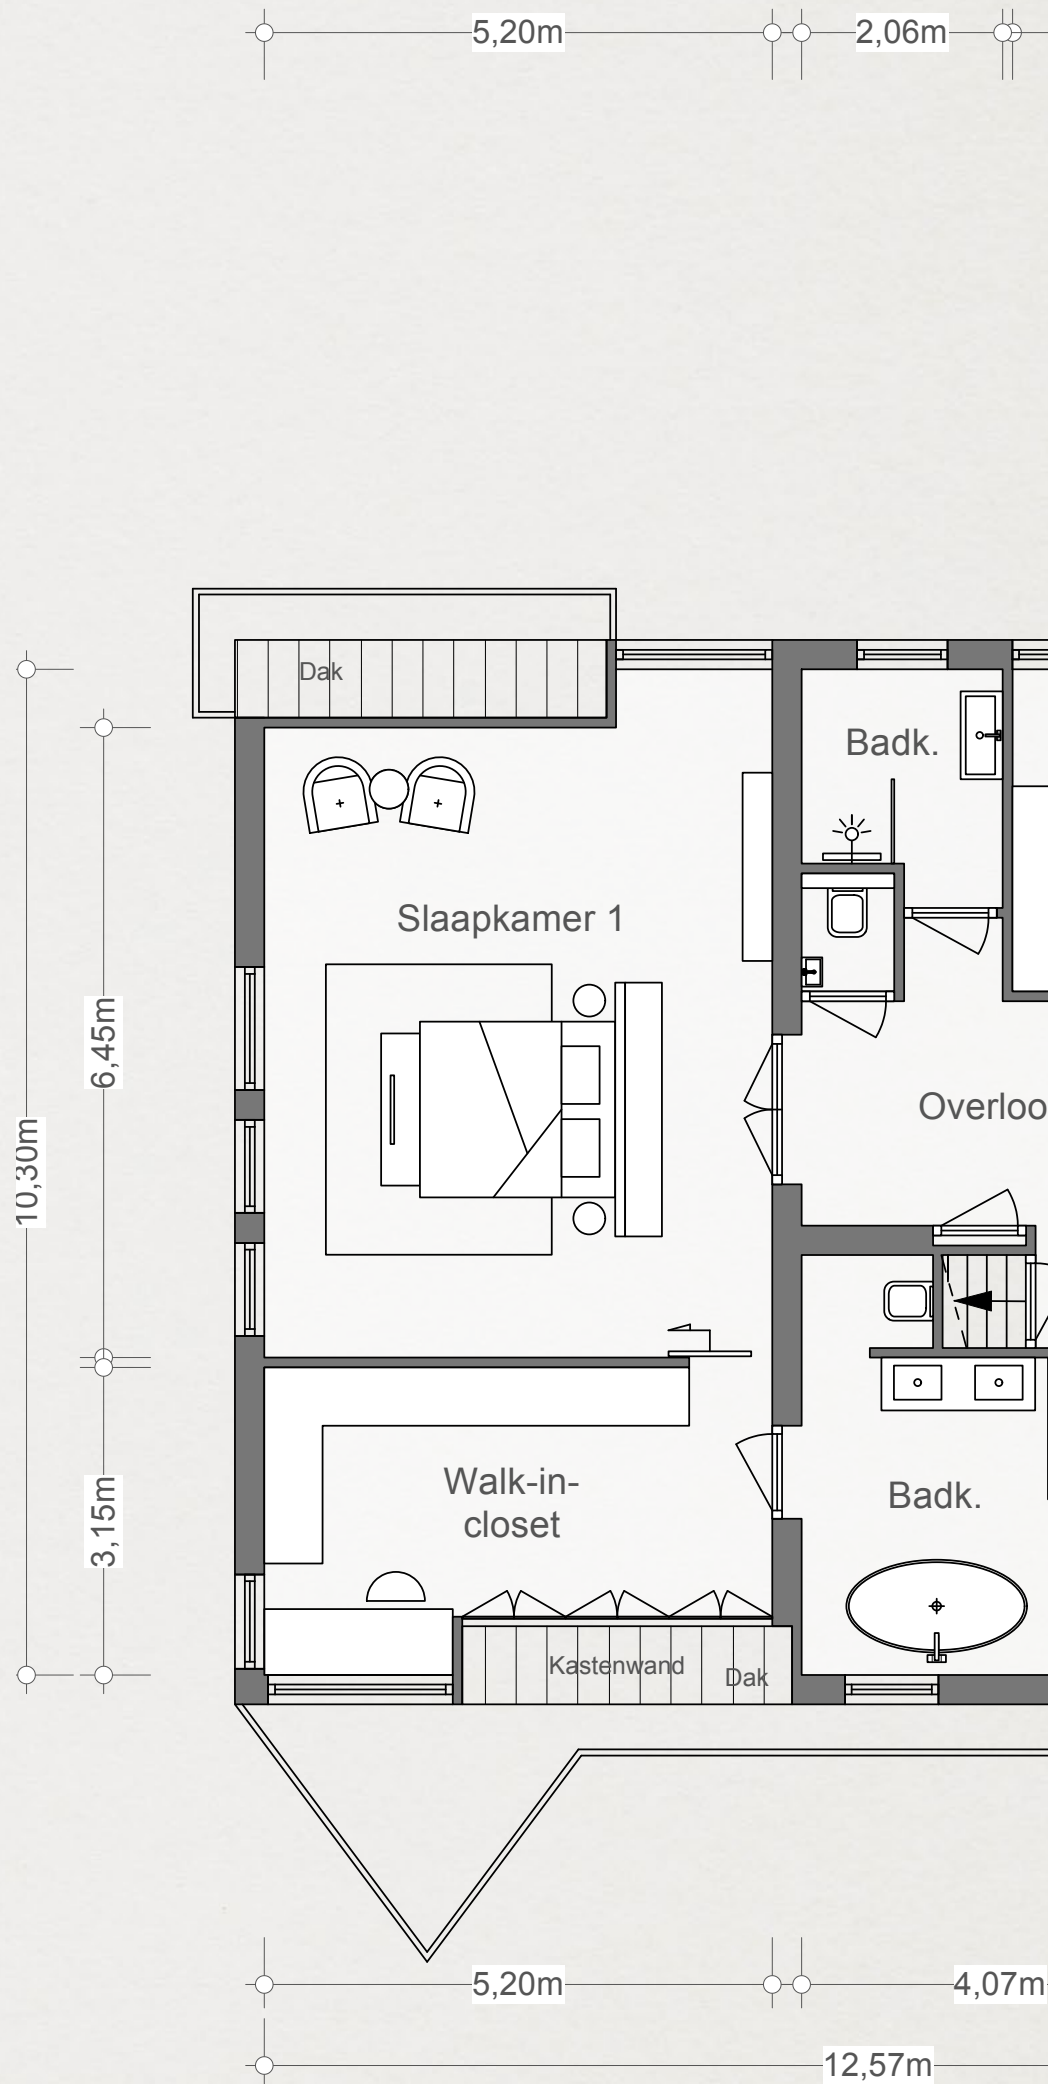 5,20m
2,06m
Dak
Badk.
Slaapkamer 1
6,45m
10,30m
Overloo
3,15m
Walk-in-
closet
Badk.
Kastenwand
Dak
5,20m
4,07m
12,57m